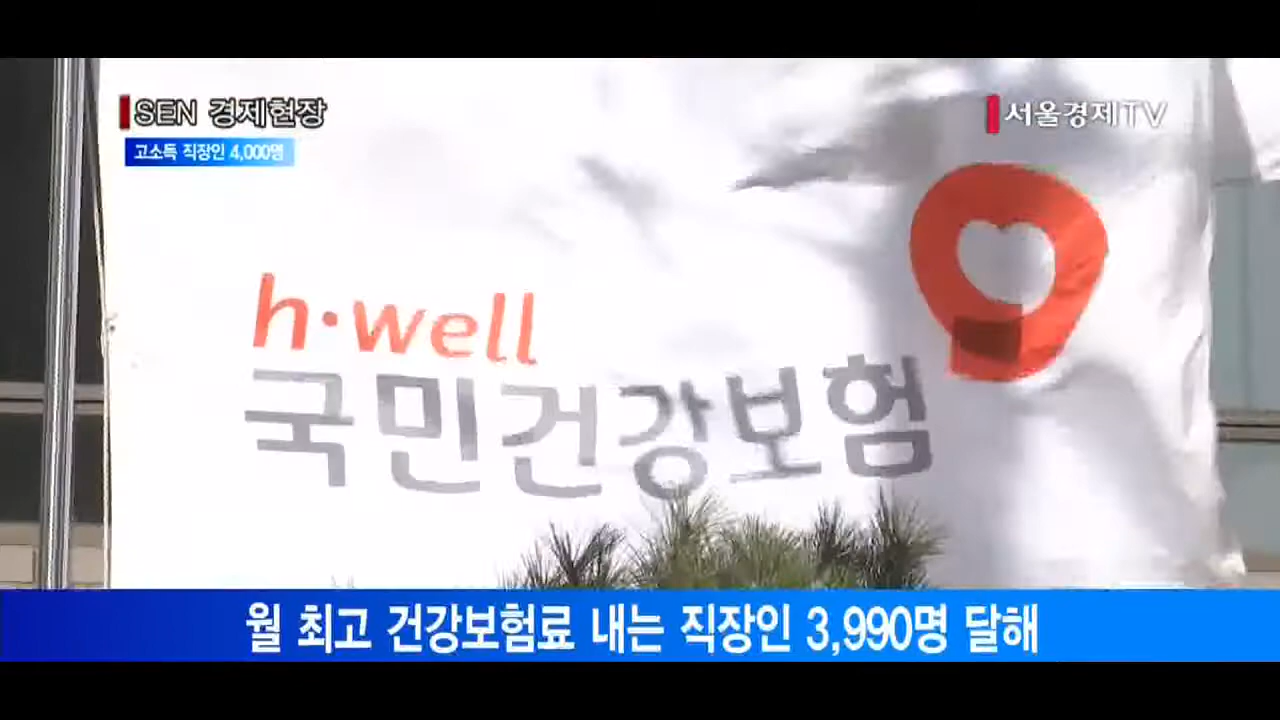 SEN 경제현장
서울경제TV
고소득 직장인 4,000명
h·well
국민건강보험
월 최고 건강보험료 내는 직장인 3,990명 달해